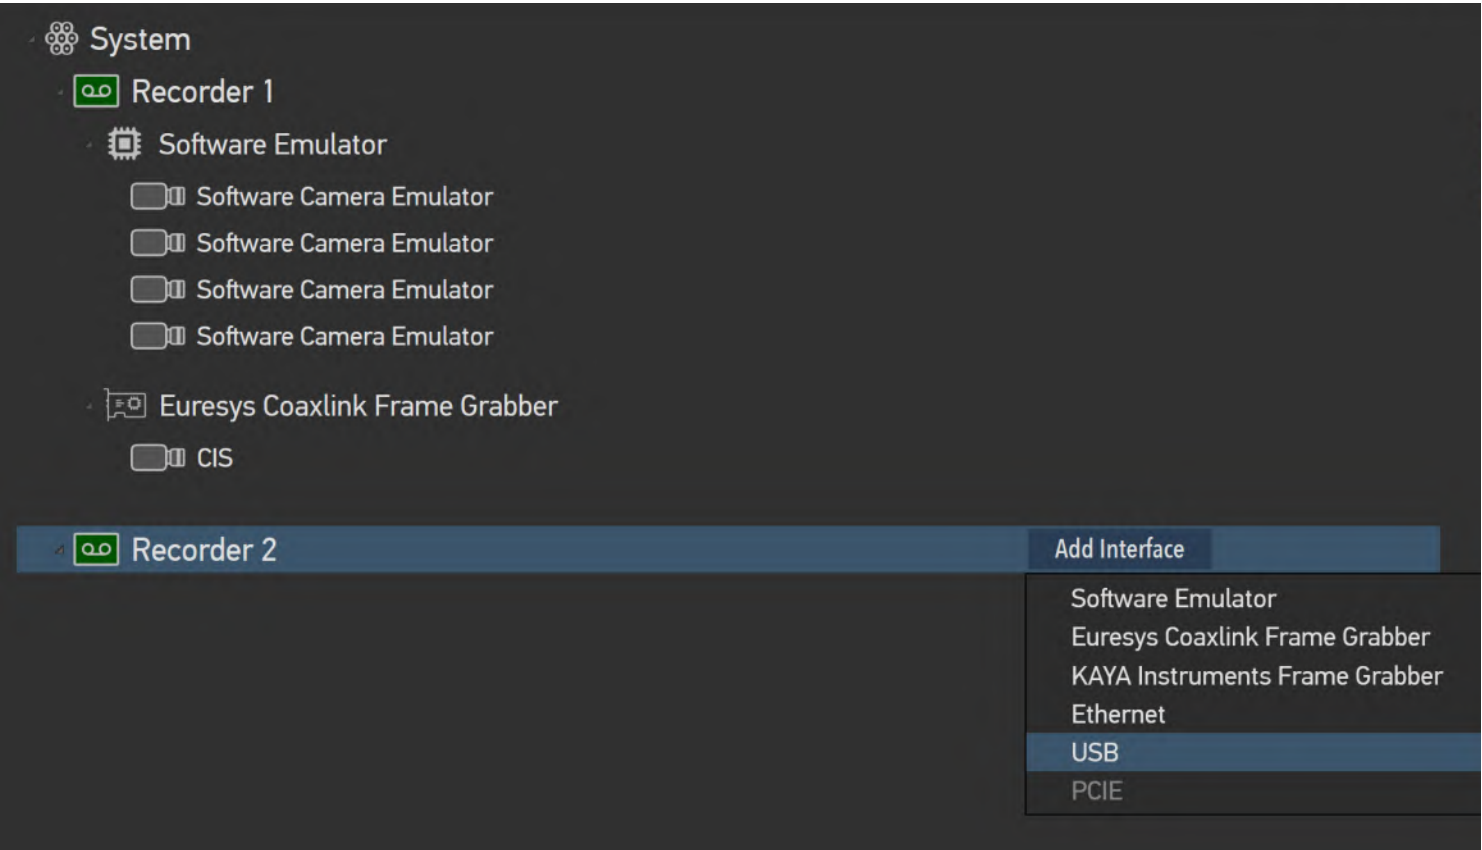 System
Recorder 1
Software Emulator
Software Camera Emulator
Software Camera Emulator
Software Camera Emulator
Software Camera Emulator
Euresys Coaxlink Frame Grabber
CIS
Recorder 2
Add Interface
Software Emulator
Euresys Coaxlink Frame Grabber
KAYA Instruments Frame Grabber
Ethernet
USB
PCIE